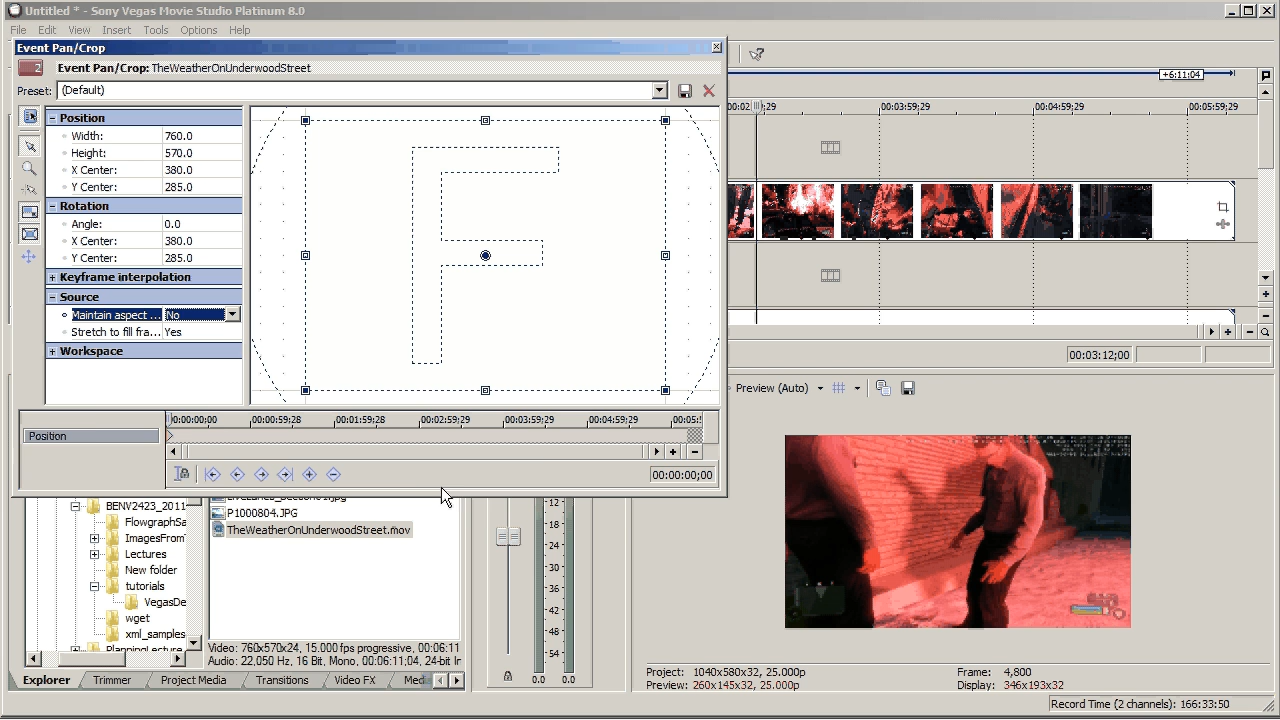 Untitled * - Sony Vegas Movie Studio Platinum 8.0
File Edit View Insert Tools Options Help
Event Pan/Crop
2 Event Pan/Crop: TheWeatherOnUnderwoodStreet
Preset: (Default)
+6:11:04
00:03:59;29 00:04:59;29 00:05:59;29
Position
Width: 760.0
Height: 570.0
X Center: 380.0
Y Center: 285.0
Rotation
Angle: 0.0
X Center: 380.0
Y Center: 285.0
Keyframe interpolation
Source
Maintain aspect ... No
Stretch to fill fra... Yes
Workspace
F
00:03:12;00
Preview (Auto)
00:00:00;00 00:00:59;28 00:01:59;28 00:02:59;29 00:03:59;29 00:04:59;29 00:05:
Position
00:00:00;00
BENV2423_2011
FlowgraphSa
ImagesFrom
Lectures
New folder
tutorials
VegasDe
wget
xml_samples
P1000804.JPG
TheWeatherOnUnderwoodStreet.mov
Video: 760x570x24, 15.000 fps progressive, 00:06:11
Audio: 22,050 Hz, 16 Bit, Mono, 00:06:11;04, 24-bit Ir
12
18
24
30
36
42
48
54
0.0 0.0
Explorer Trimmer Project Media Transitions Video FX Med
Project: 1040x580x32, 25.000p
Preview: 260x145x32, 25.000p
Frame: 4,800
Display: 346x193x32
Record Time (2 channels): 166:33:50